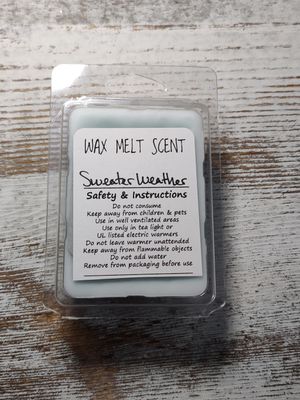 WAX MELT SCENT
Sweater Weather
Safety & Instructions
Do not consume
Keep away from children & pets
Use in well ventilated areas
Use only in tea light or
UL listed electric warmers
Do not leave warmer unattended
Keep away from flammable objects
Do not add water
Remove from packaging before use